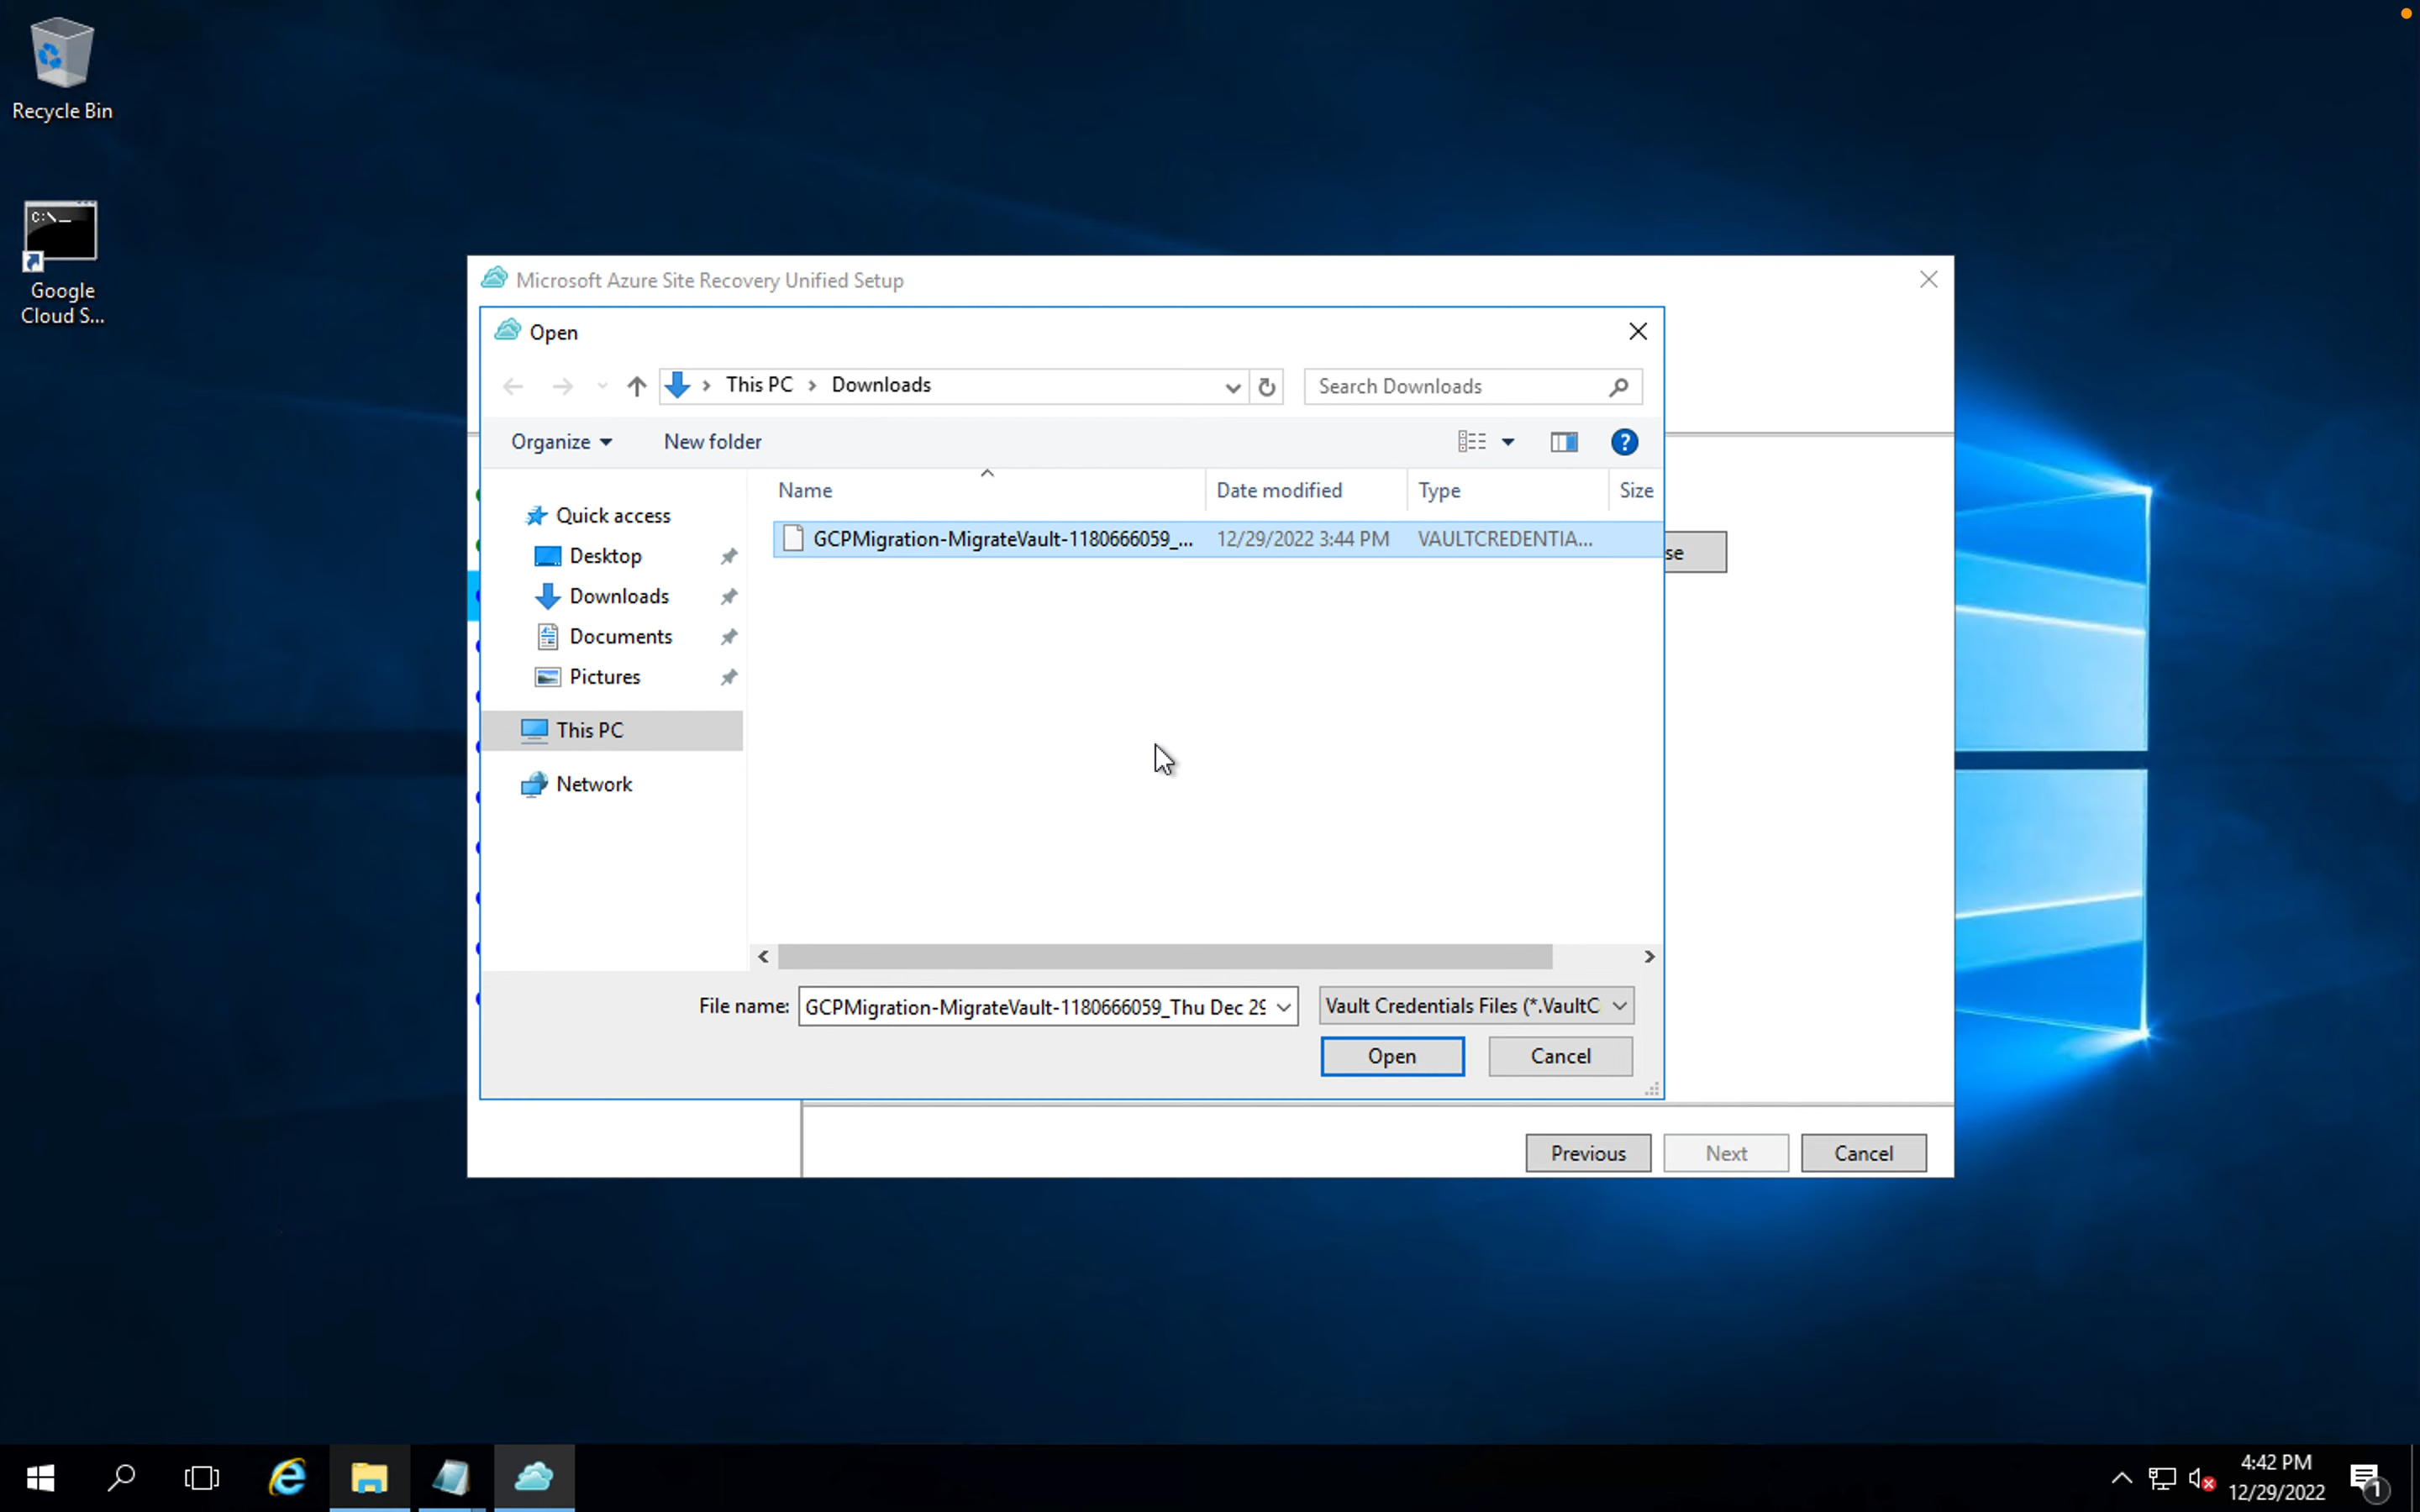 Recycle Bin
C:\_
Google
Cloud S...
Microsoft Azure Site Recovery Unified Setup
Open
This PC
Downloads
Search Downloads
Organize
New folder
?
Name
Date modified
Type
Size
Quick access
Desktop
Downloads
Documents
Pictures
This PC
Network
GCPMigration-MigrateVault-1180666059_...
12/29/2022 3:44 PM
VAULTCREDENTIA...
se
File name:
GCPMigration-MigrateVault-1180666059_Thu Dec 29
Vault Credentials Files (*.VaultC
Open
Cancel
Previous
Next
Cancel
4:42 PM
12/29/2022
1